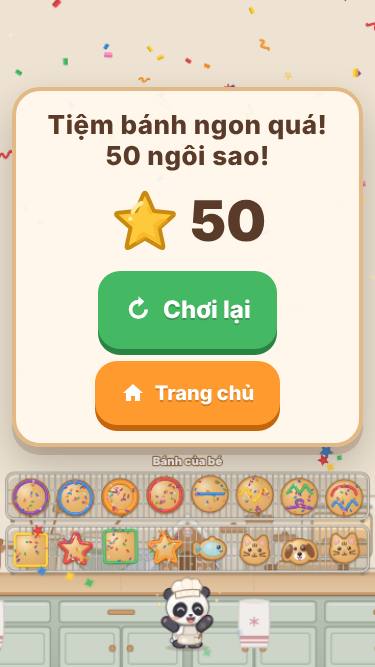 Tiệm bánh ngon quá!
50 ngôi sao!
50
Chơi lại
Trang chủ
Bánh của bé